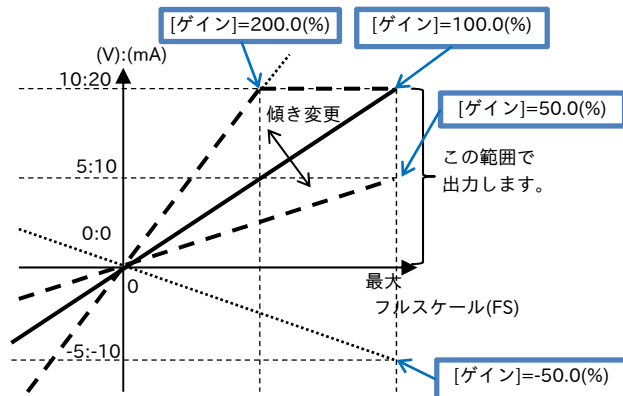 [ゲイン]=200.0(%)
[ゲイン]=100.0(%)
(V):(mA)
10:20
[ゲイン]=50.0(%)
傾き変更
この範囲で
出力します。
5:10
0:0
0
最大
フルスケール(FS)
-5:-10
[ゲイン]=-50.0(%)